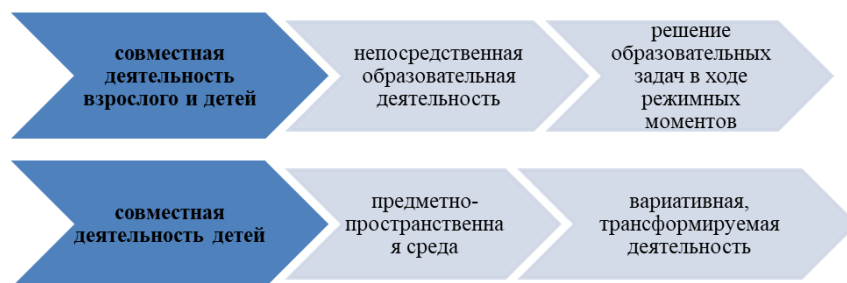 совместная
деятельность
взрослого и детей
непосредственная
образовательная
деятельность
решение
образовательных
задач в ходе
режимных
моментов
совместная
деятельность детей
предметно-
пространственна
я среда
вариативная,
трансформируемая
деятельность